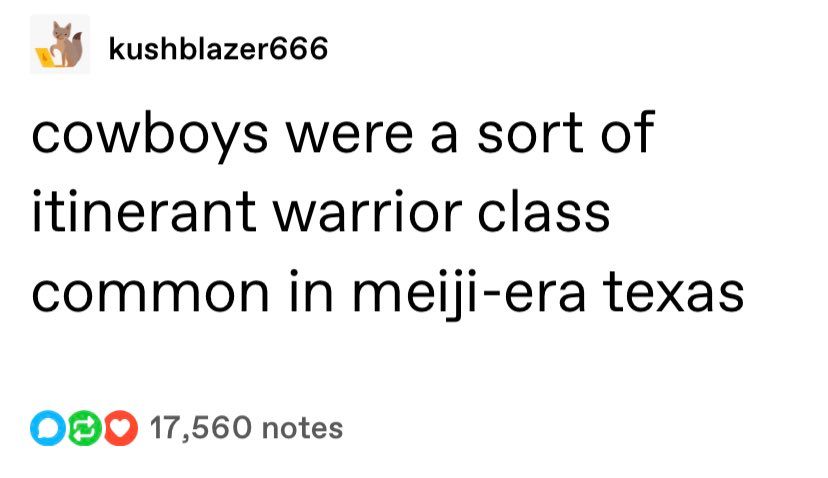 kushblazer666
cowboys were a sort of
itinerant warrior class
common in meiji-era texas
17,560 notes